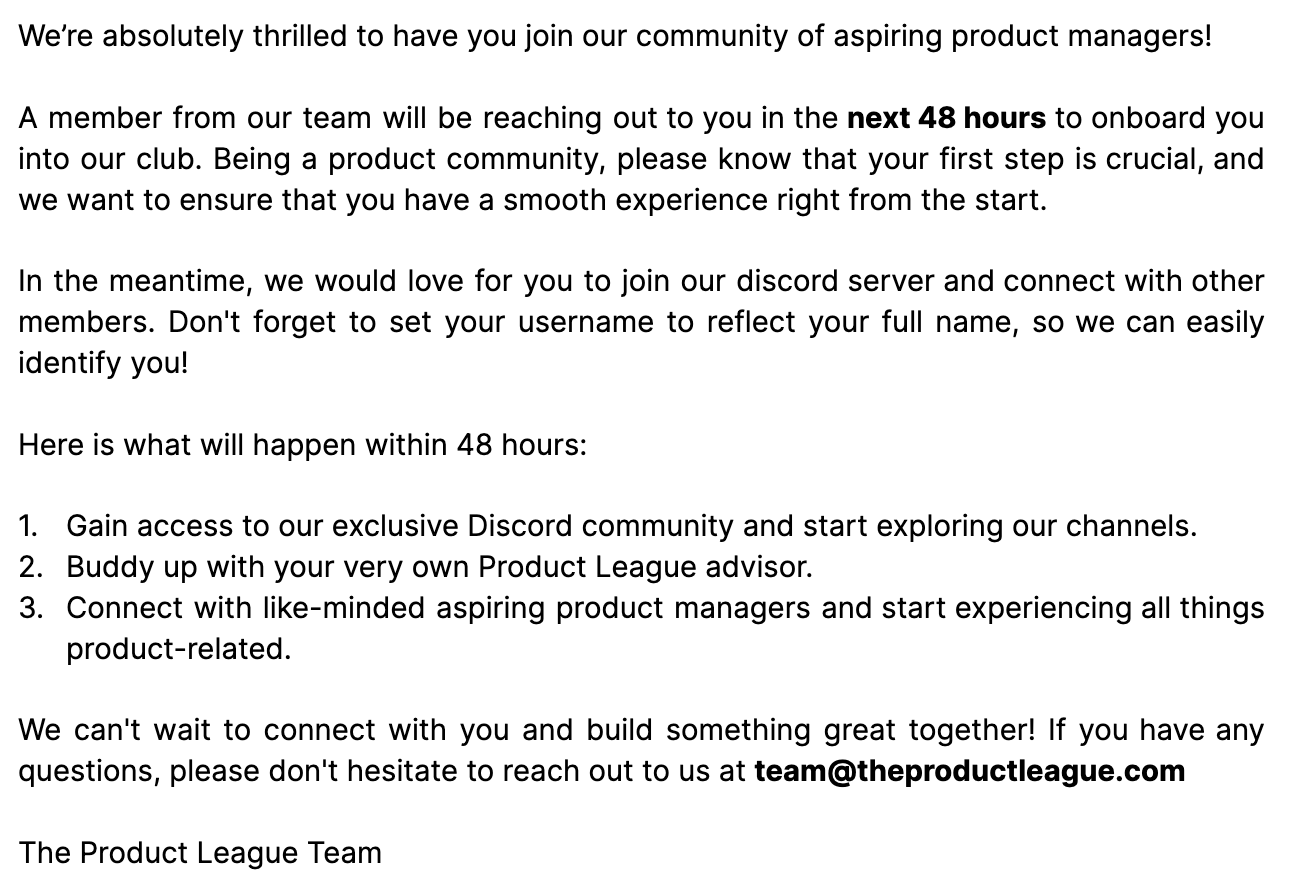 We’re absolutely thrilled to have you join our community of aspiring product managers!
A member from our team will be reaching out to you in the next 48 hours to onboard you
into our club. Being a product community, please know that your first step is crucial, and
we want to ensure that you have a smooth experience right from the start.
In the meantime, we would love for you to join our discord server and connect with other
members. Don't forget to set your username to reflect your full name, so we can easily
identify you!
Here is what will happen within 48 hours:
1. Gain access to our exclusive Discord community and start exploring our channels.
2. Buddy up with your very own Product League advisor.
3. Connect with like-minded aspiring product managers and start experiencing all things
product-related.
We can't wait to connect with you and build something great together! If you have any
questions, please don't hesitate to reach out to us at team@theproductleague.com
The Product League Team